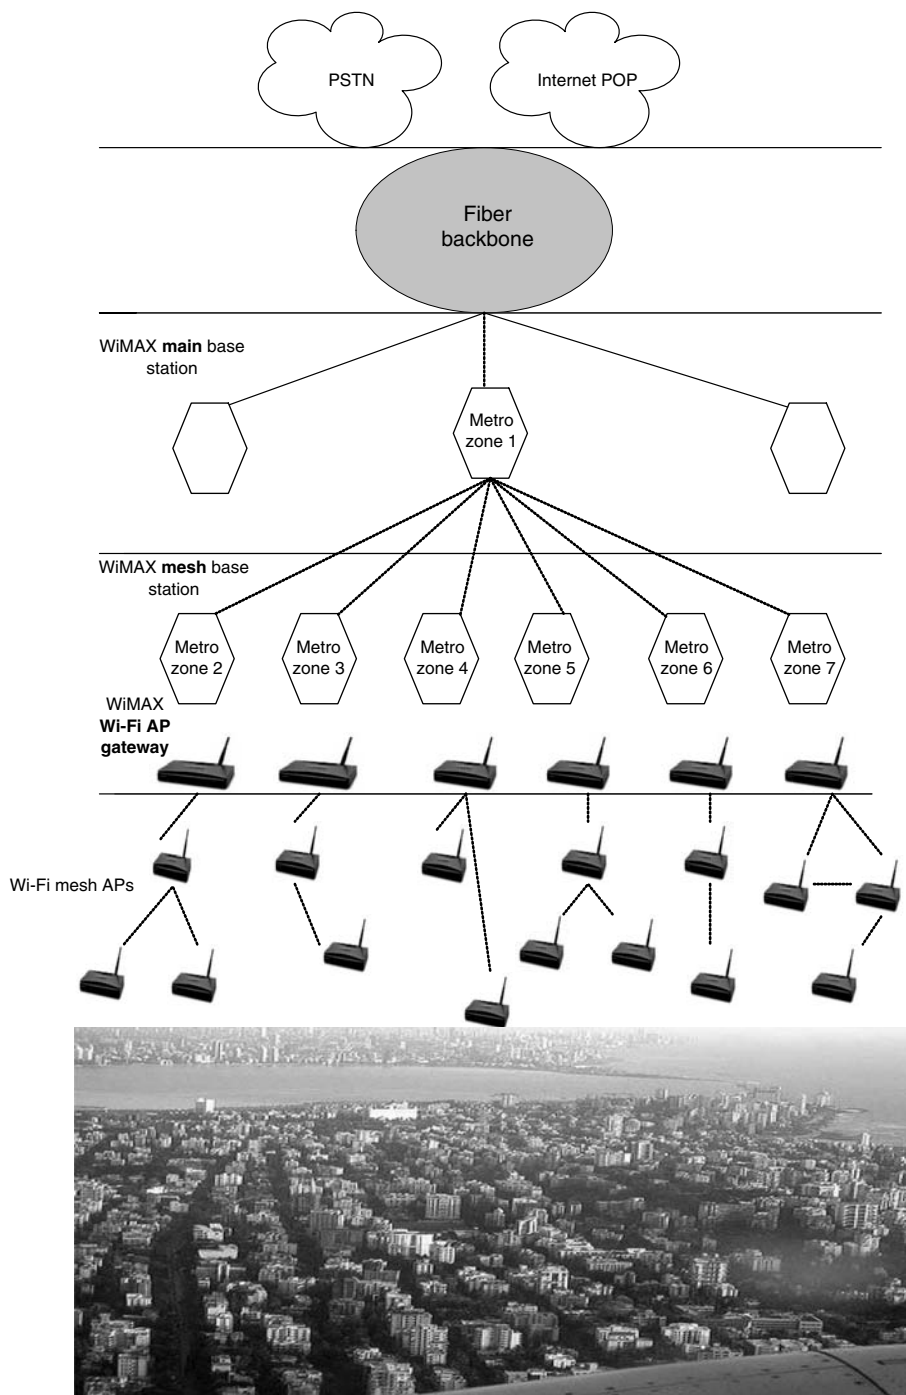 PSTN
Internet POP
Fiber
backbone
WiMAX main base
station
Metro
zone 1
WiMAX mesh base
station
Metro
zone 2
Metro
zone 3
Metro
zone 4
Metro
zone 5
Metro
zone 6
Metro
zone 7
WiMAX
Wi-Fi AP
gateway
Wi-Fi mesh APs